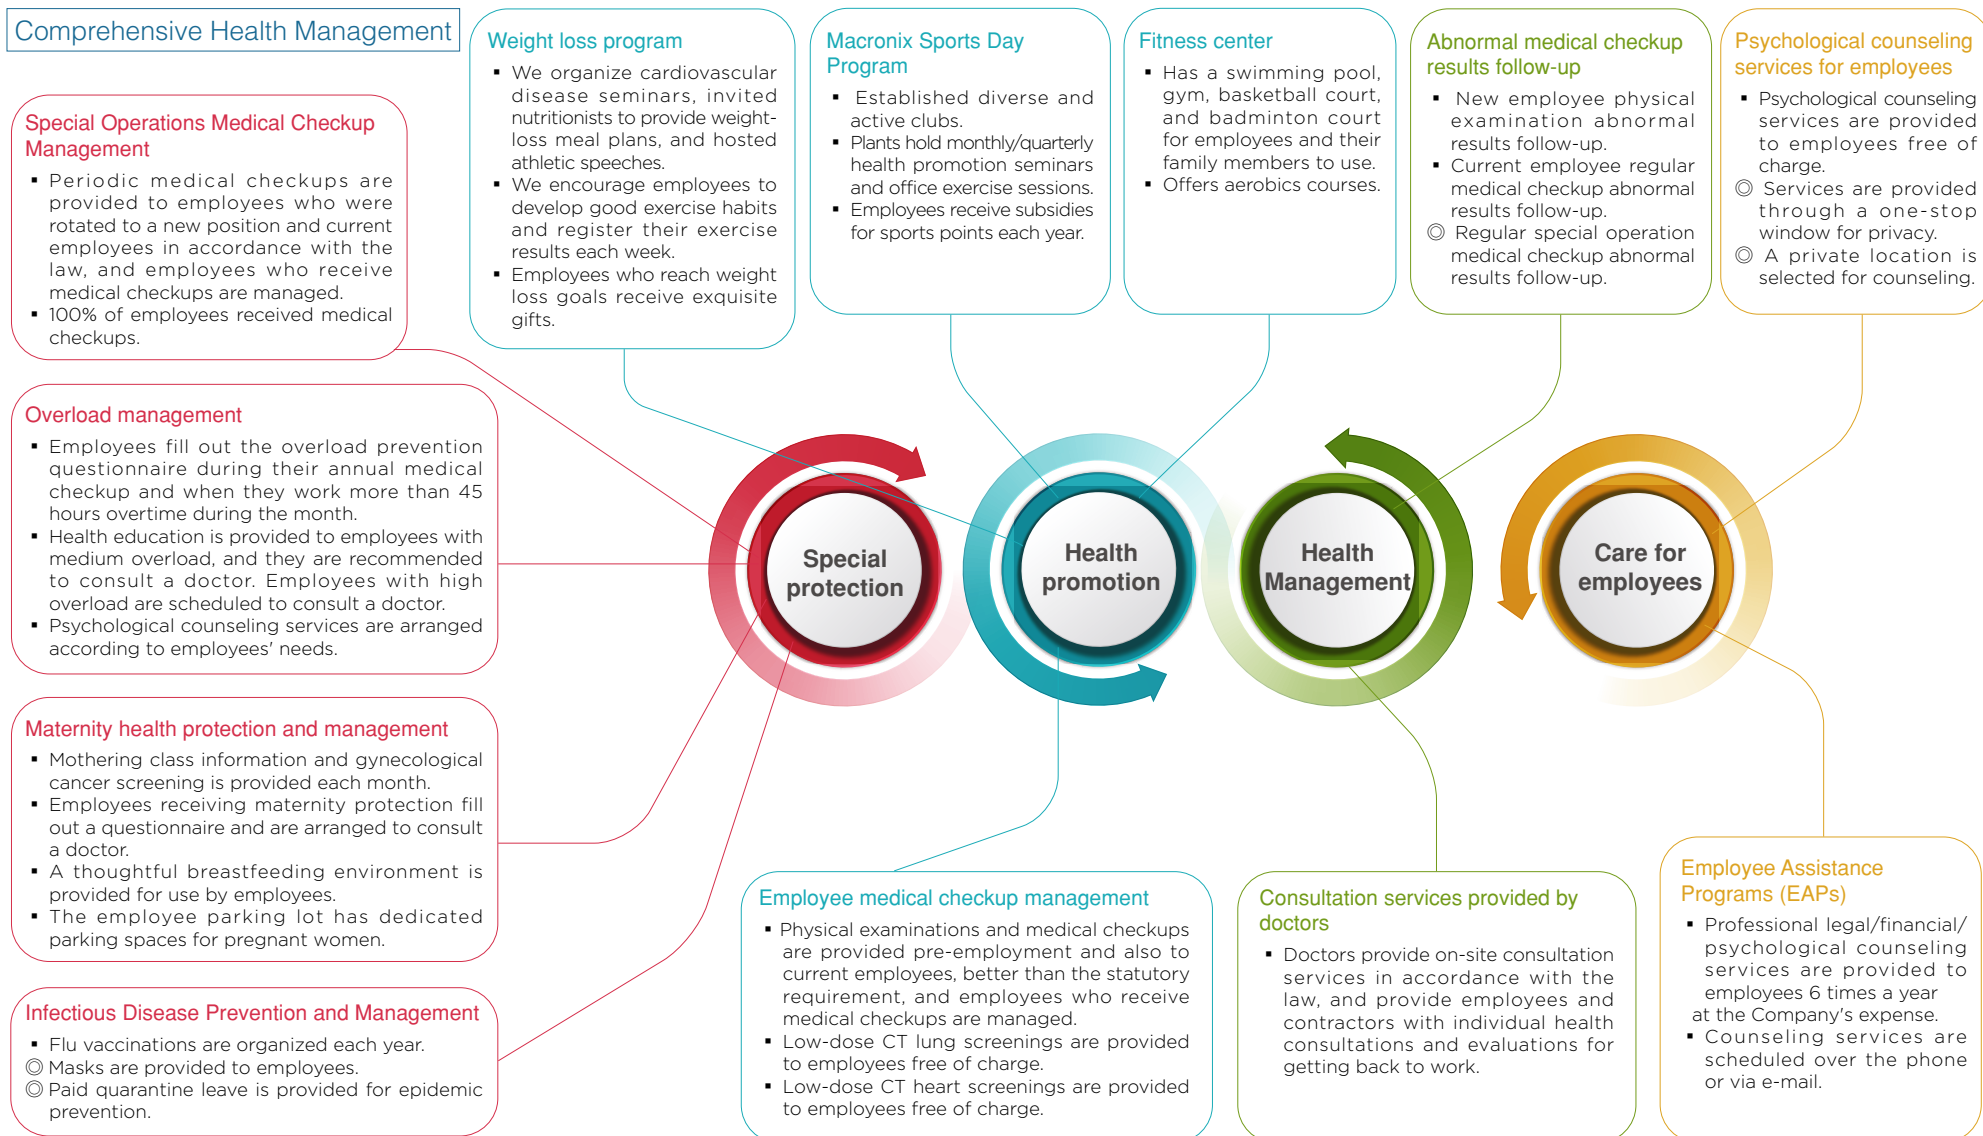 Comprehensive Health Management
Special Operations Medical Checkup
Management
▪ Periodic medical checkups are
provided to employees who were
rotated to a new position and current
employees in accordance with the
law, and employees who receive
medical checkups are managed.
▪ 100% of employees received medical
checkups.
Overload management
▪ Employees fill out the overload prevention
questionnaire during their annual medical
checkup and when they work more than 45
hours overtime during the month.
▪ Health education is provided to employees with
medium overload, and they are recommended
to consult a doctor. Employees with high
overload are scheduled to consult a doctor.
▪ Psychological counseling services are arranged
according to employees' needs.
Maternity health protection and management
▪ Mothering class information and gynecological
cancer screening is provided each month.
▪ Employees receiving maternity protection fill
out a questionnaire and are arranged to consult
a doctor.
▪ A thoughtful breastfeeding environment is
provided for use by employees.
▪ The employee parking lot has dedicated
parking spaces for pregnant women.
Infectious Disease Prevention and Management
▪ Flu vaccinations are organized each year.
◎ Masks are provided to employees.
◎ Paid quarantine leave is provided for epidemic
prevention.
Weight loss program
▪ We organize cardiovascular
disease seminars, invited
nutritionists to provide weight-
loss meal plans, and hosted
athletic speeches.
▪ We encourage employees to
develop good exercise habits
and register their exercise
results each week.
▪ Employees who reach weight
loss goals receive exquisite
gifts.
Macronix Sports Day
Program
▪ Established diverse and
active clubs.
▪ Plants hold monthly/quarterly
health promotion seminars
and office exercise sessions.
▪ Employees receive subsidies
for sports points each year.
Fitness center
▪ Has a swimming pool,
gym, basketball court,
and badminton court
for employees and their
family members to use.
▪ Offers aerobics courses.
Abnormal medical checkup
results follow-up
▪ New employee physical
examination abnormal
results follow-up.
▪ Current employee regular
medical checkup abnormal
results follow-up.
◎ Regular special operation
medical checkup abnormal
results follow-up.
Psychological counseling
services for employees
▪ Psychological counseling
services are provided
to employees free of
charge.
◎ Services are provided
through a one-stop
window for privacy.
◎ A private location is
selected for counseling.
Special
protection
Health
promotion
Health
Management
Care for
employees
Employee medical checkup management
▪ Physical examinations and medical checkups
are provided pre-employment and also to
current employees, better than the statutory
requirement, and employees who receive
medical checkups are managed.
▪ Low-dose CT lung screenings are provided
to employees free of charge.
▪ Low-dose CT heart screenings are provided
to employees free of charge.
Consultation services provided by
doctors
▪ Doctors provide on-site consultation
services in accordance with the
law, and provide employees and
contractors with individual health
consultations and evaluations for
getting back to work.
Employee Assistance
Programs (EAPs)
▪ Professional legal/financial/
psychological counseling
services are provided to
employees 6 times a year
at the Company's expense.
▪ Counseling services are
scheduled over the phone
or via e-mail.